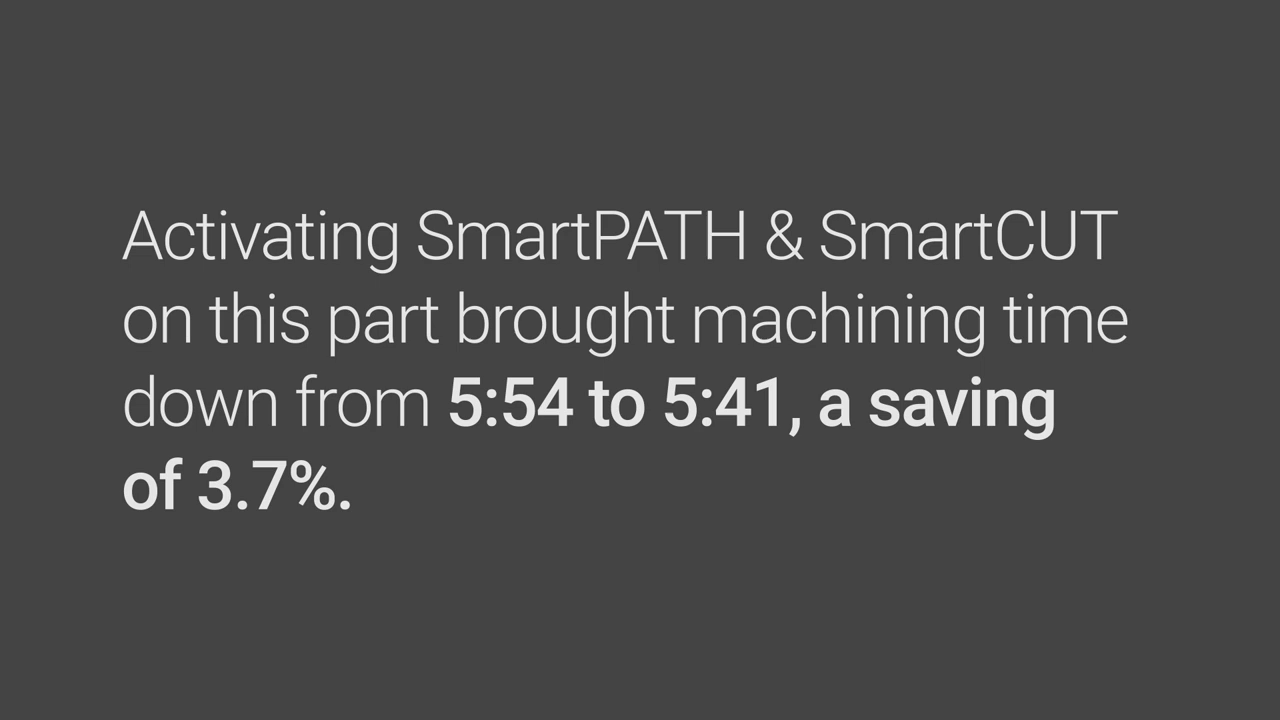 Activating SmartPATH & SmartCUT
on this part brought machining time
down from 5:54 to 5:41, a saving
of 3.7%.